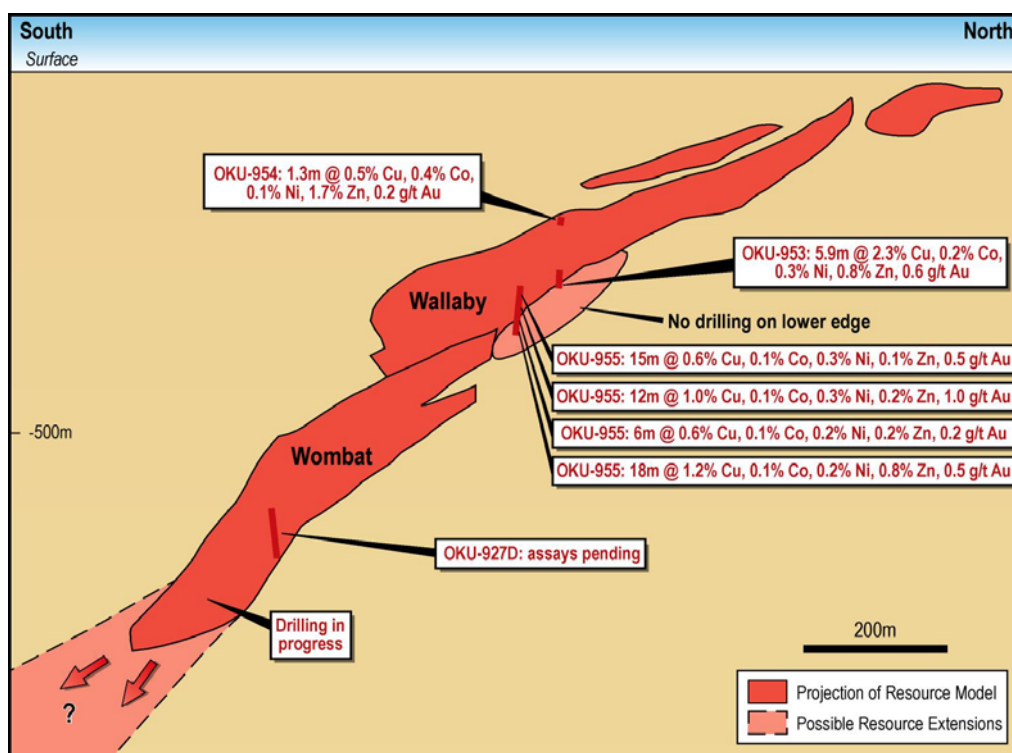 South
North
Surface
OKU-954: 1.3m @ 0.5% Cu, 0.4% Co,
0.1% Ni, 1.7% Zn, 0.2 g/t Au
OKU-953: 5.9m @ 2.3% Cu, 0.2% Co,
0.3% Ni, 0.8% Zn, 0.6 g/t Au
Wallaby
No drilling on lower edge
OKU-955: 15m @ 0.6% Cu, 0.1% Co, 0.3% Ni, 0.1% Zn, 0.5 g/t Au
OKU-955: 12m @ 1.0% Cu, 0.1% Co, 0.3% Ni, 0.2% Zn, 1.0 g/t Au
-500m
OKU-955: 6m @ 0.6% Cu, 0.1% Co, 0.2% Ni, 0.2% Zn, 0.2 g/t Au
Wombat
OKU-955: 18m @ 1.2% Cu, 0.1% Co, 0.2% Ni, 0.8% Zn, 0.5 g/t Au
OKU-927D: assays pending
Drilling in
progress
200m
?
Projection of Resource Model
Possible Resource Extensions